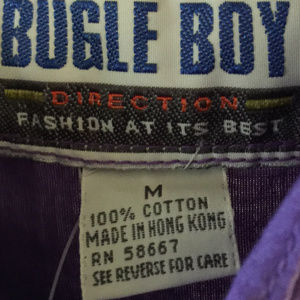 BUGLE BOY
DIRECTION
FASHION AT ITS BEST
M
100% COTTON
MADE IN HONG KONG
RN 58667
SEE REVERSE FOR CARE